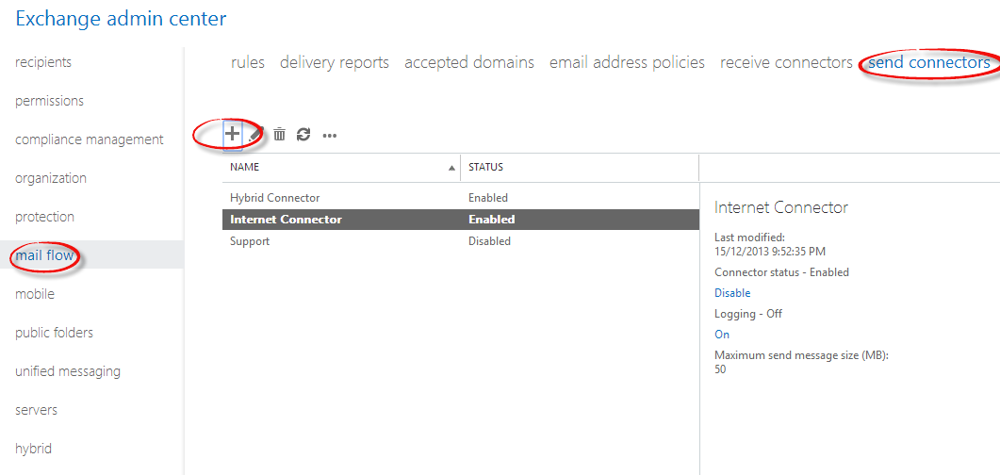 Exchange admin center
recipients
permissions
compliance management
organization
protection
mail flow
mobile
public folders
unified messaging
servers
hybrid
rules delivery reports accepted domains email address policies receive connectors send connectors
NAME STATUS
Hybrid Connector Enabled
Internet Connector Enabled
Support Disabled
Internet Connector
Last modified:
15/12/2013 9:52:35 PM
Connector status - Enabled
Disable
Logging - Off
On
Maximum send message size (MB):
50